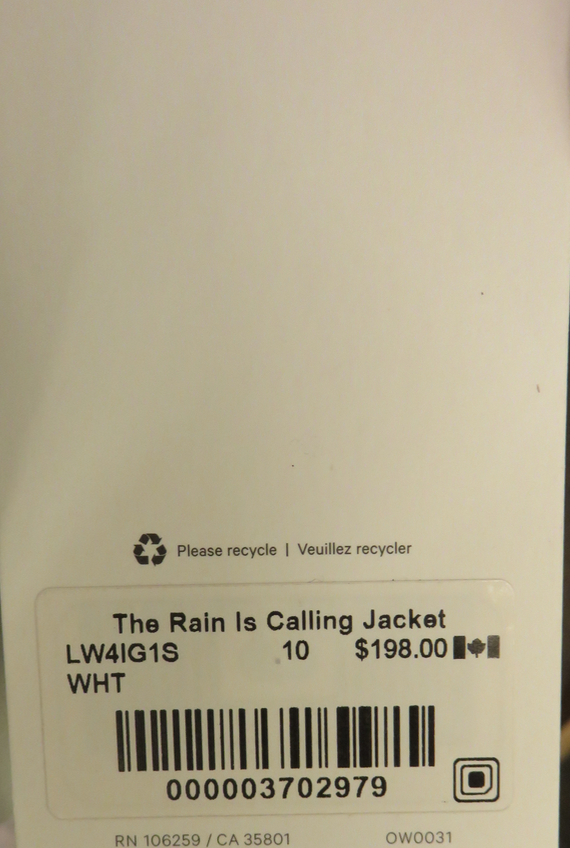 Please recycle | Veuillez recycler
The Rain Is Calling Jacket
LW4IG1S 10 $198.00
WHT
000003702979
RN 106259 / CA 35801 OW0031